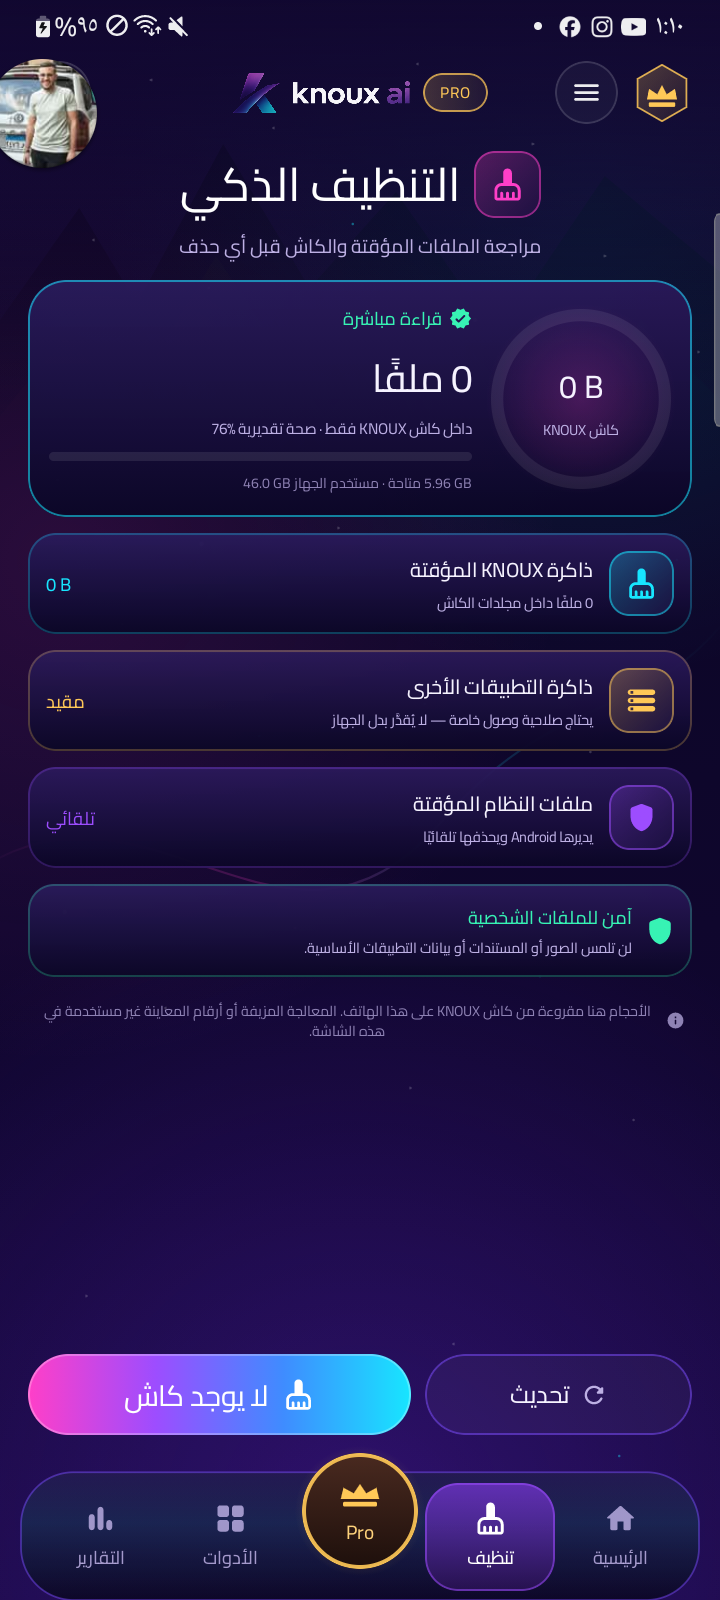 ١:١٠
%٩٥
knoux ai
PRO
التنظيف الذكي
مراجعة الملفات المؤقتة والكاش قبل أي حذف
قراءة مباشرة
0 ملفًا
داخل كاش KNOUX فقط · صحة تقديرية 76%
5.96 GB متاحة · مستخدم الجهاز 46.0 GB
0 B
كاش KNOUX
ذاكرة KNOUX المؤقتة
0 ملفًا داخل مجلدات الكاش
0 B
ذاكرة التطبيقات الأخرى
يحتاج صلاحية وصول خاصة — لا يُقدَّر بدل الجهاز
مقيد
ملفات النظام المؤقتة
يديرها Android ويحذفها تلقائيًا
تلقائي
آمن للملفات الشخصية
لن تلمس الصور أو المستندات أو بيانات التطبيقات الأساسية.
الأحجام هنا مقروءة من كاش KNOUX على هذا الهاتف. المعالجة المزيفة أو أرقام المعاينة غير مستخدمة في
هذه الشاشة.
تحديث
لا يوجد كاش
الرئيسية
تنظيف
Pro
الأدوات
التقارير